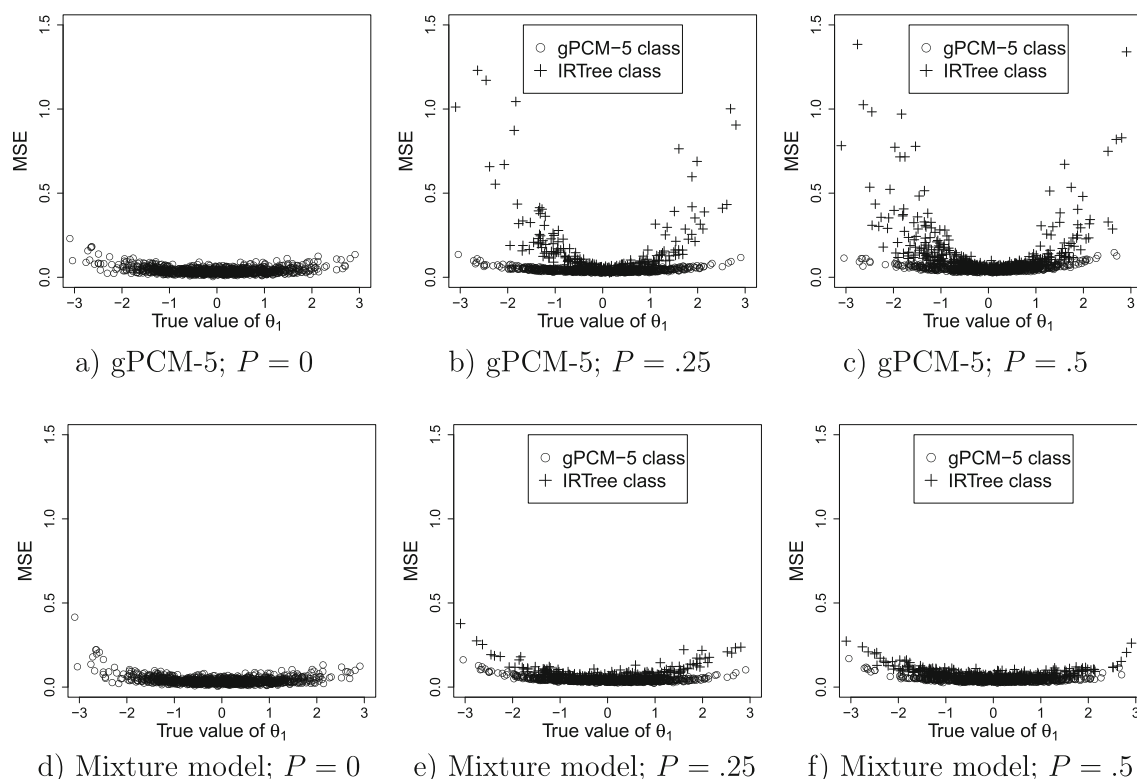 1.5
1.0
0.5
0.0
MSE
−3 −2 −1 0 1 2 3
True value of θ₁
a) gPCM-5; P = 0
gPCM−5 class
IRTree class
1.5
1.0
0.5
0.0
MSE
−3 −2 −1 0 1 2 3
True value of θ₁
b) gPCM-5; P = .25
gPCM−5 class
IRTree class
1.5
1.0
0.5
0.0
MSE
−3 −2 −1 0 1 2 3
True value of θ₁
c) gPCM-5; P = .5
1.5
1.0
0.5
0.0
MSE
−3 −2 −1 0 1 2 3
True value of θ₁
d) Mixture model; P = 0
gPCM−5 class
IRTree class
1.5
1.0
0.5
0.0
MSE
−3 −2 −1 0 1 2 3
True value of θ₁
e) Mixture model; P = .25
gPCM−5 class
IRTree class
1.5
1.0
0.5
0.0
MSE
−3 −2 −1 0 1 2 3
True value of θ₁
f) Mixture model; P = .5